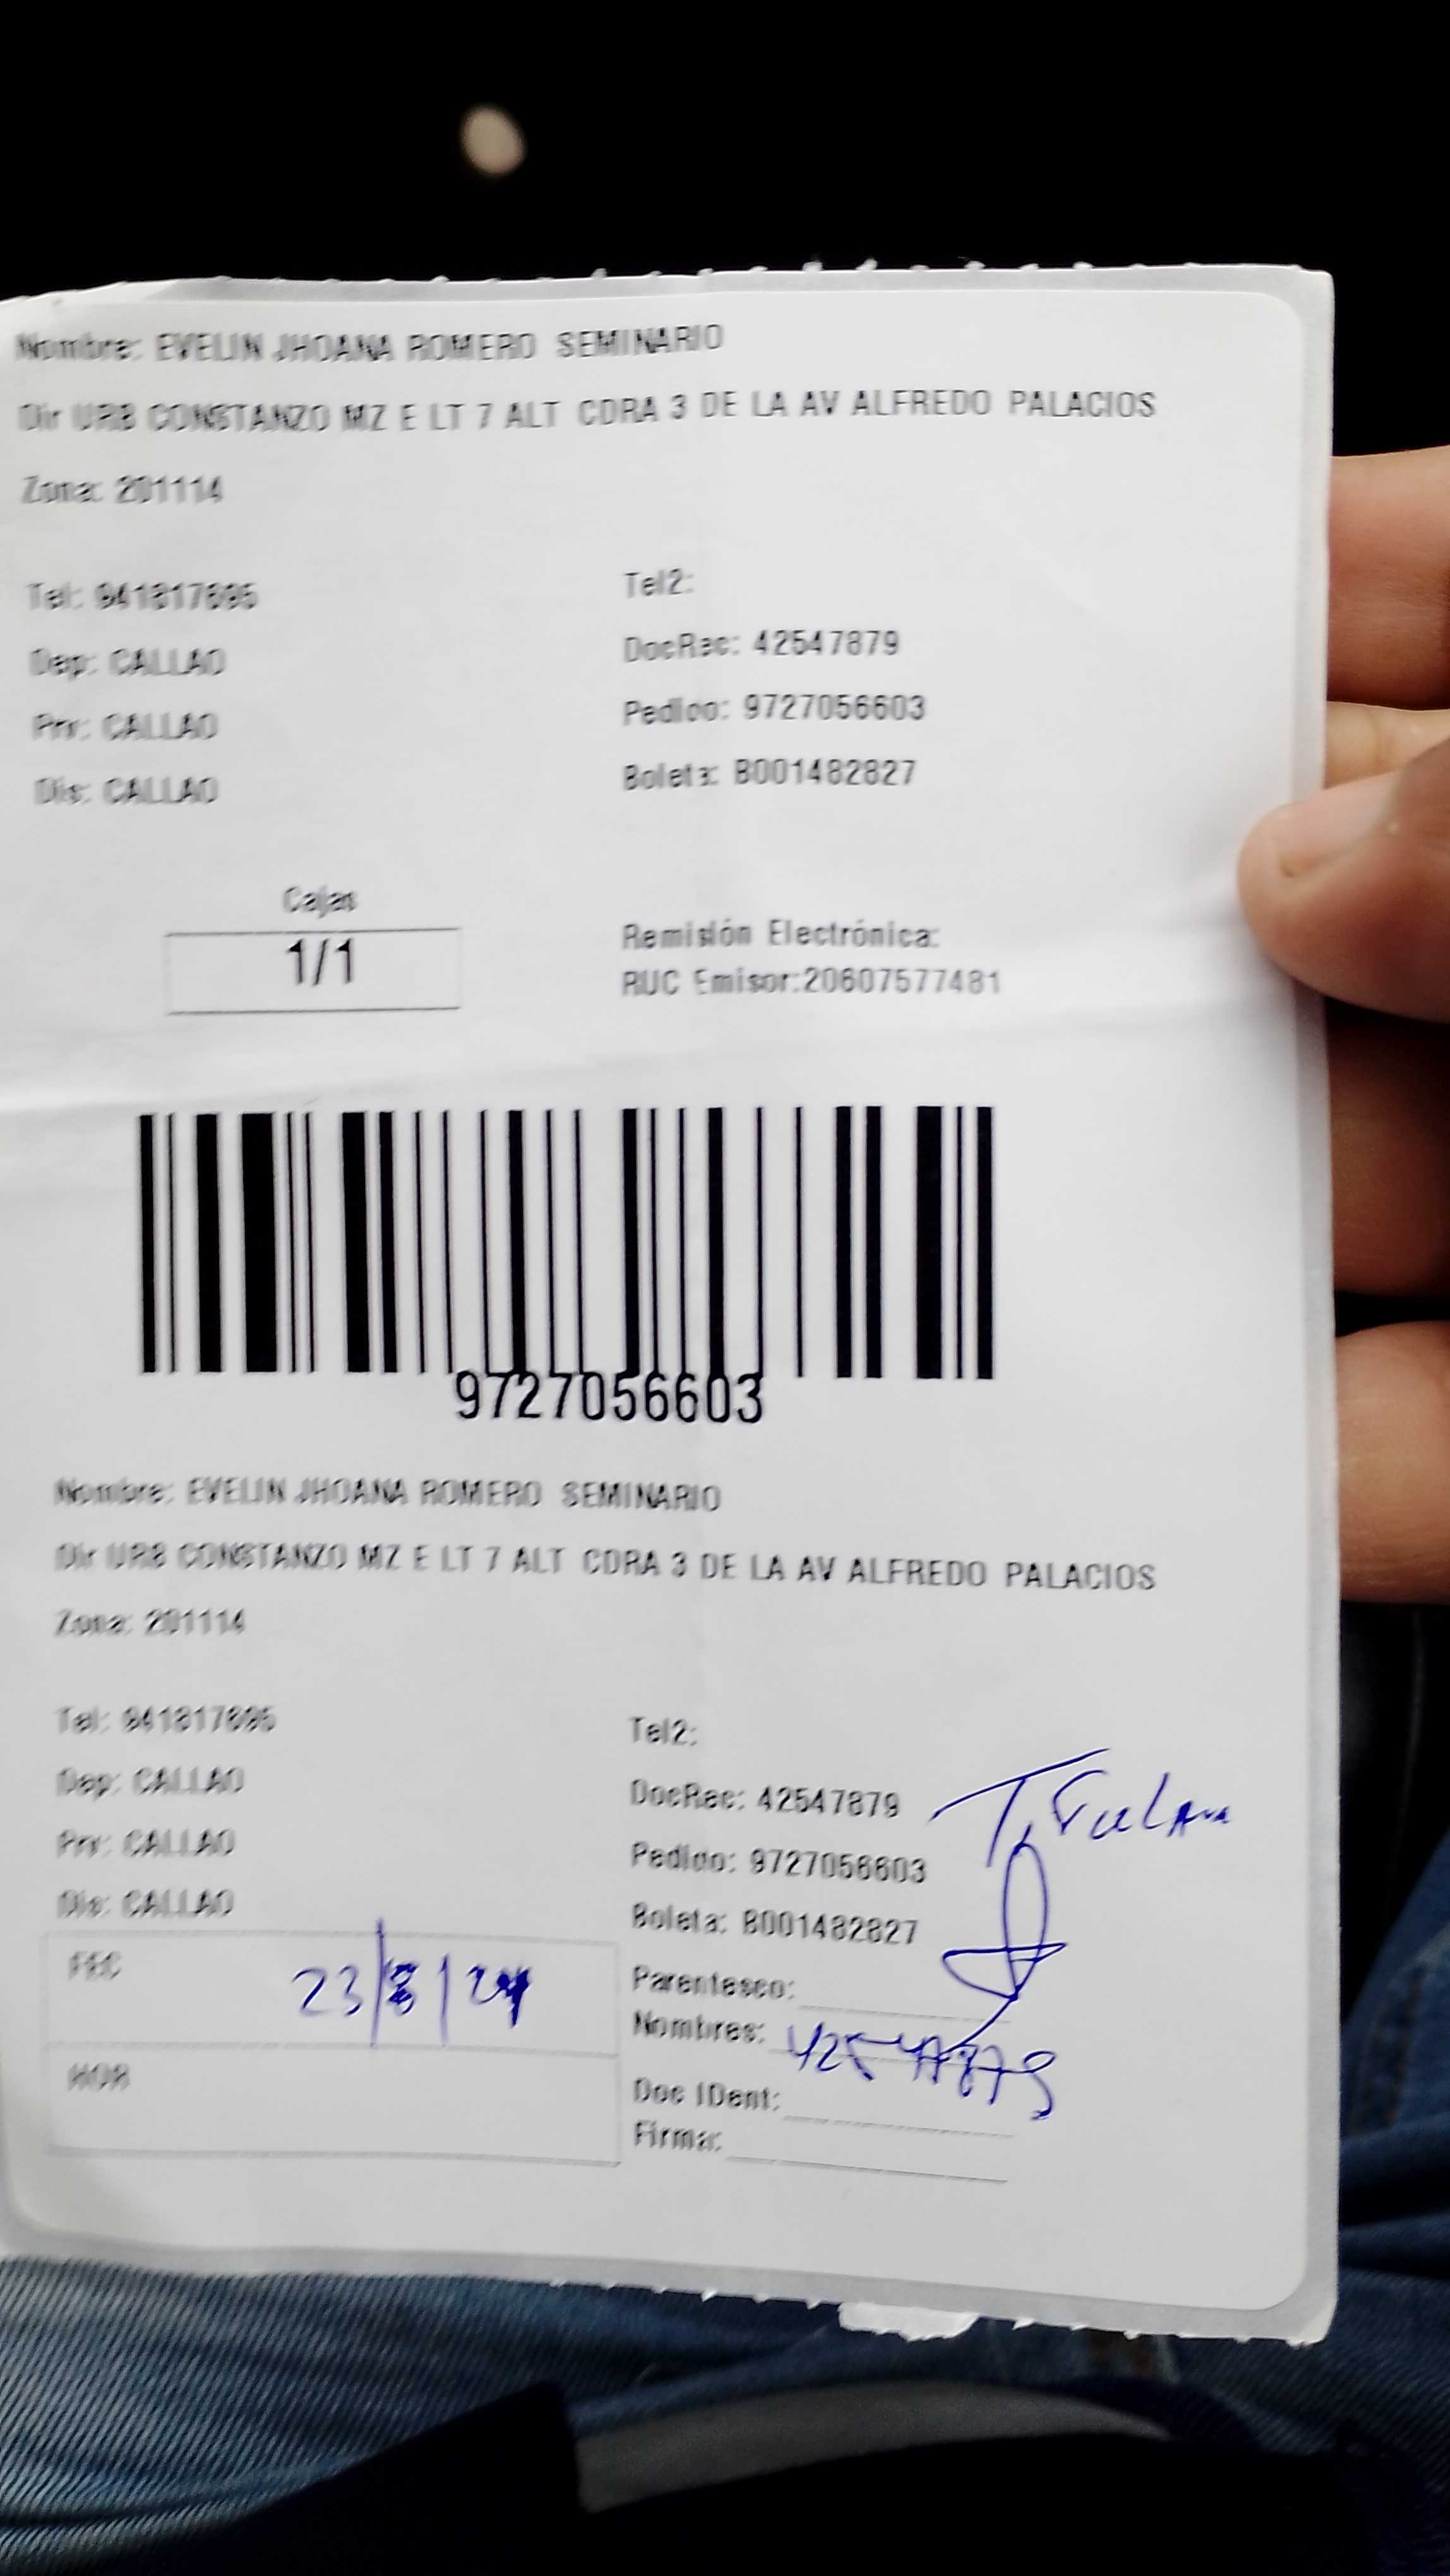 Nombre: EVELIN JHOANA ROMERO SEMINARIO
Dir URB CONSTANZO MZ E LT 7 ALT CDRA 3 DE LA AV ALFREDO PALACIOS
Zona: 201114
Tel: 941817695 Tel2:
Dep: CALLAO DocRec: 42547879
Prv: CALLAO Pedido: 9727056603
Dis: CALLAO Boleta: B001482827
Cajas
1/1
Remisión Electrónica:
RUC Emisor:20607577481
9727056603
Nombre: EVELIN JHOANA ROMERO SEMINARIO
Dir URB CONSTANZO MZ E LT 7 ALT CDRA 3 DE LA AV ALFREDO PALACIOS
Zona: 201114
Tel: 941817695 Tel2:
Dep: CALLAO DocRec: 42547879
Prv: CALLAO Pedido: 9727056603
Dis: CALLAO Boleta: B001482827
FEC 23/8/24
Parentesco:
Nombres: 42547879
HOR
Doc IDent:
Firma: